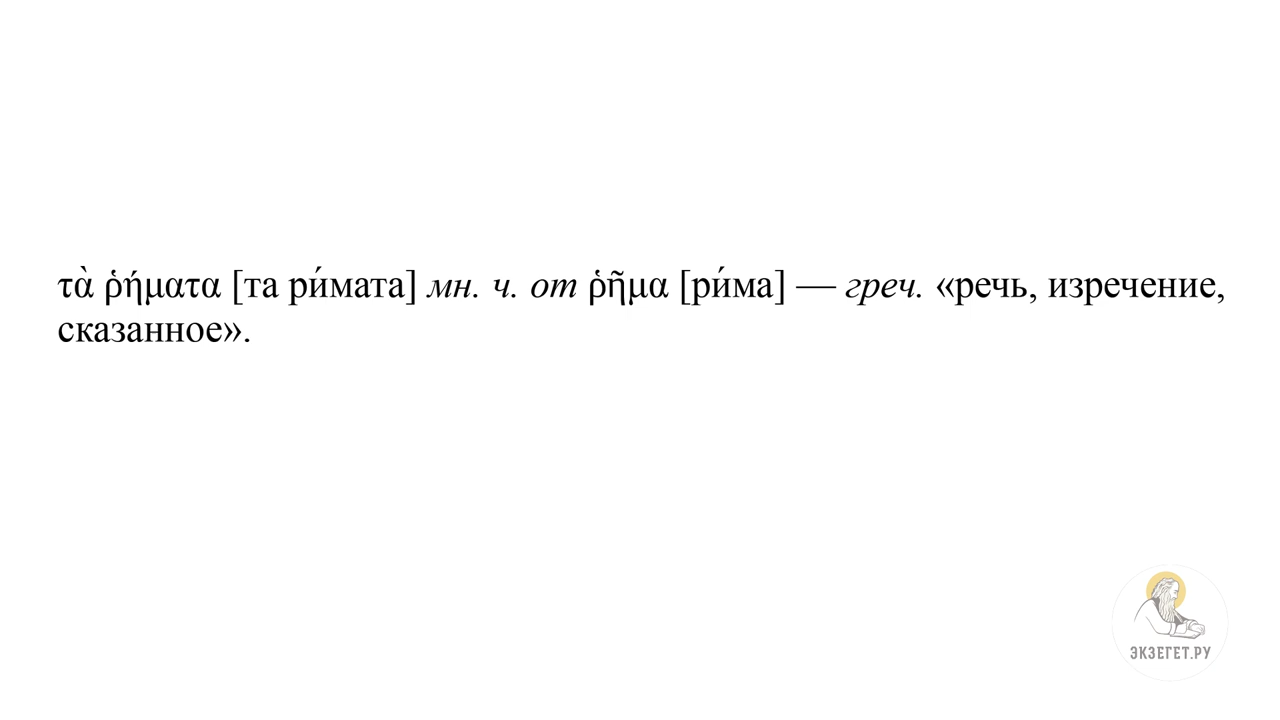 τὰ ῥήματα [та ри́мата] мн. ч. от ῥῆμα [ри́ма] — греч. «речь, изречение,
сказанное».
ЭКЗЕГЕТ.РУ